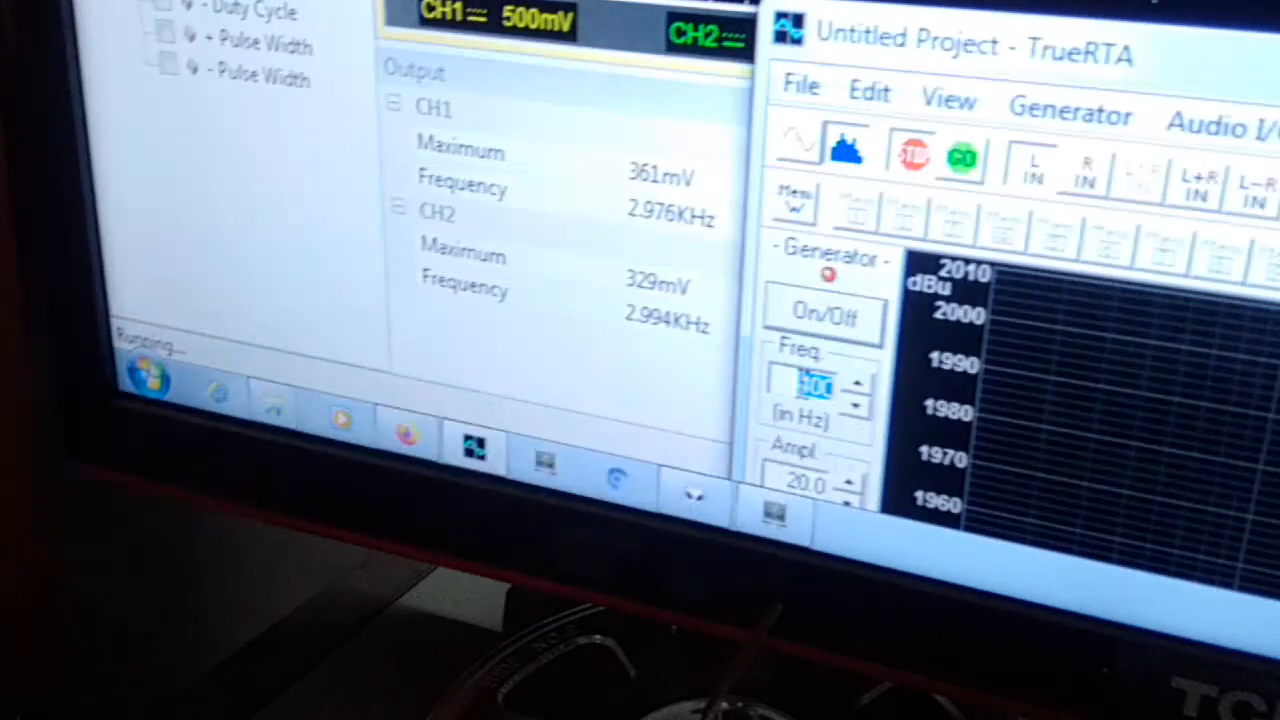 - Duty Cycle
+ Pulse Width
- Pulse Width
CH1 500mV
CH2
Output
CH1
Maximum 361mV
Frequency 2.976KHz
CH2
Maximum 329mV
Frequency 2.994KHz
Running...
Untitled Project - TrueRTA
File Edit View Generator Audio I/
STOP GO L IN R IN L+R IN L-R IN
- Generator -
On/Off
Freq.
(in Hz)
Ampl.
20.0
2010
dBu
2000
1990
1980
1970
1960
TC